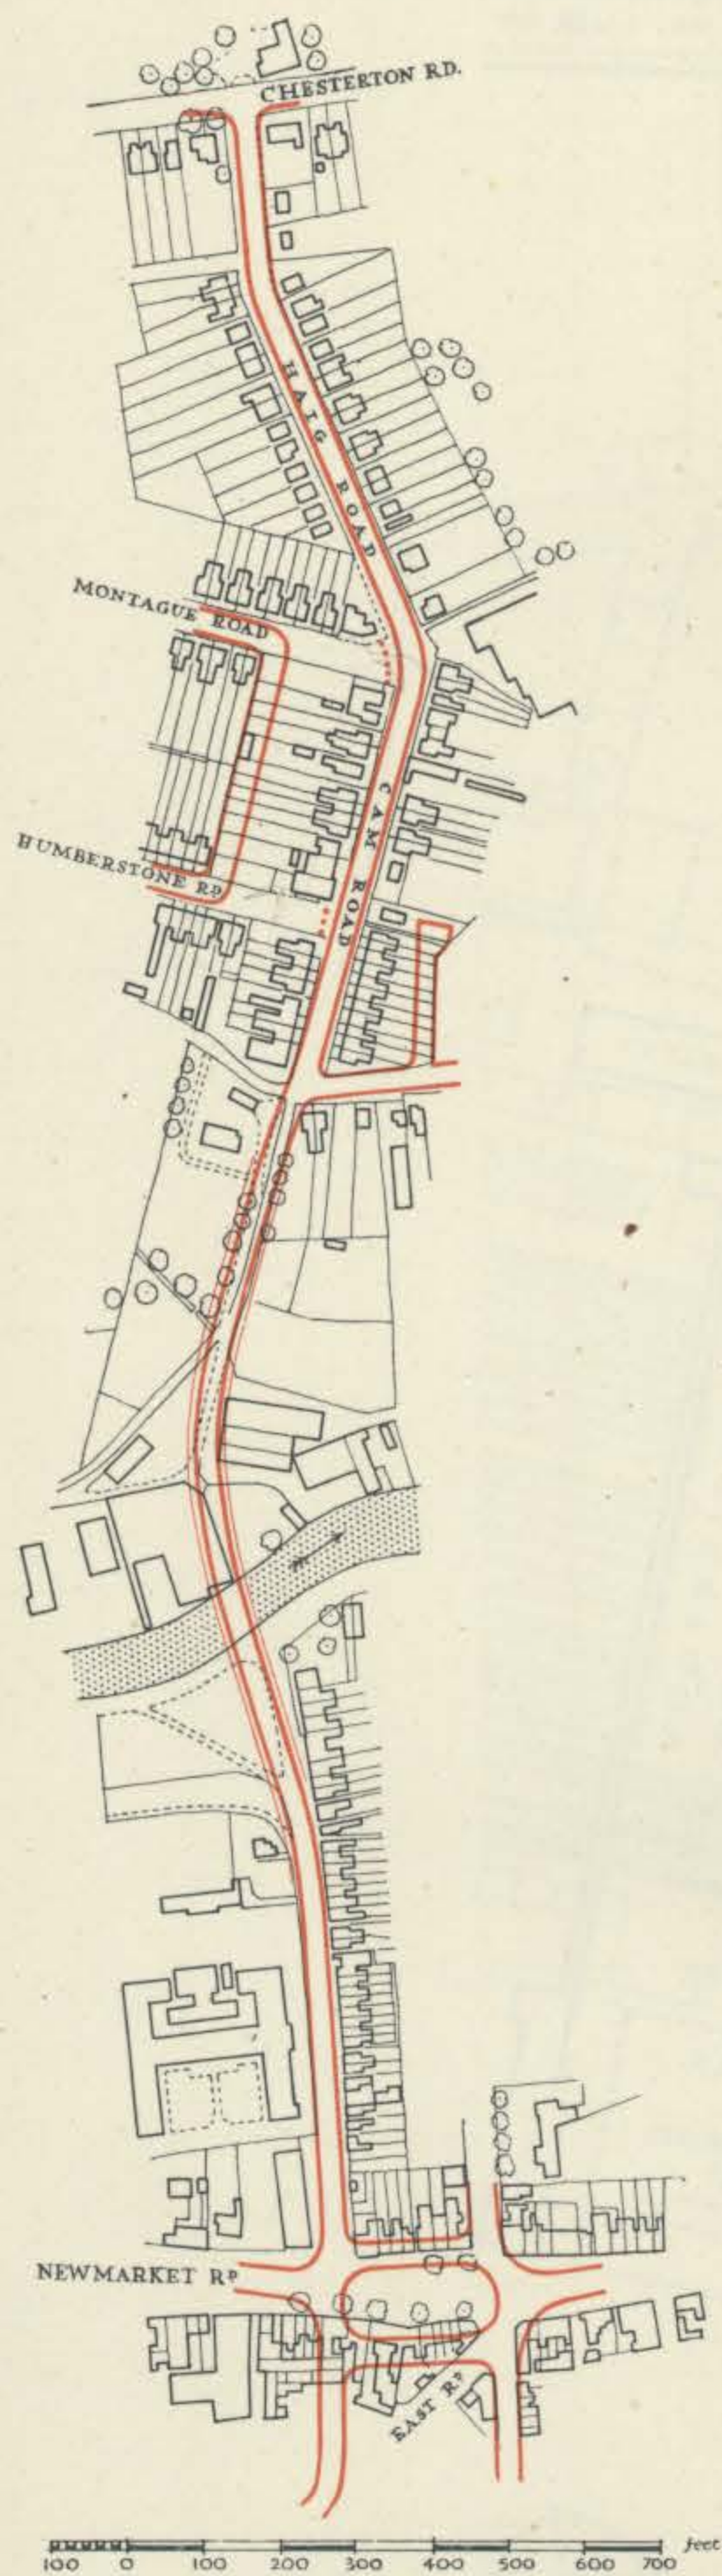 CHESTERTON RD.
HAIG ROAD
MONTAGUE ROAD
CAM ROAD
HUMBERSTONE RD
NEWMARKET RD
EAST RD
100 0 100 200 300 400 500 600 700 feet